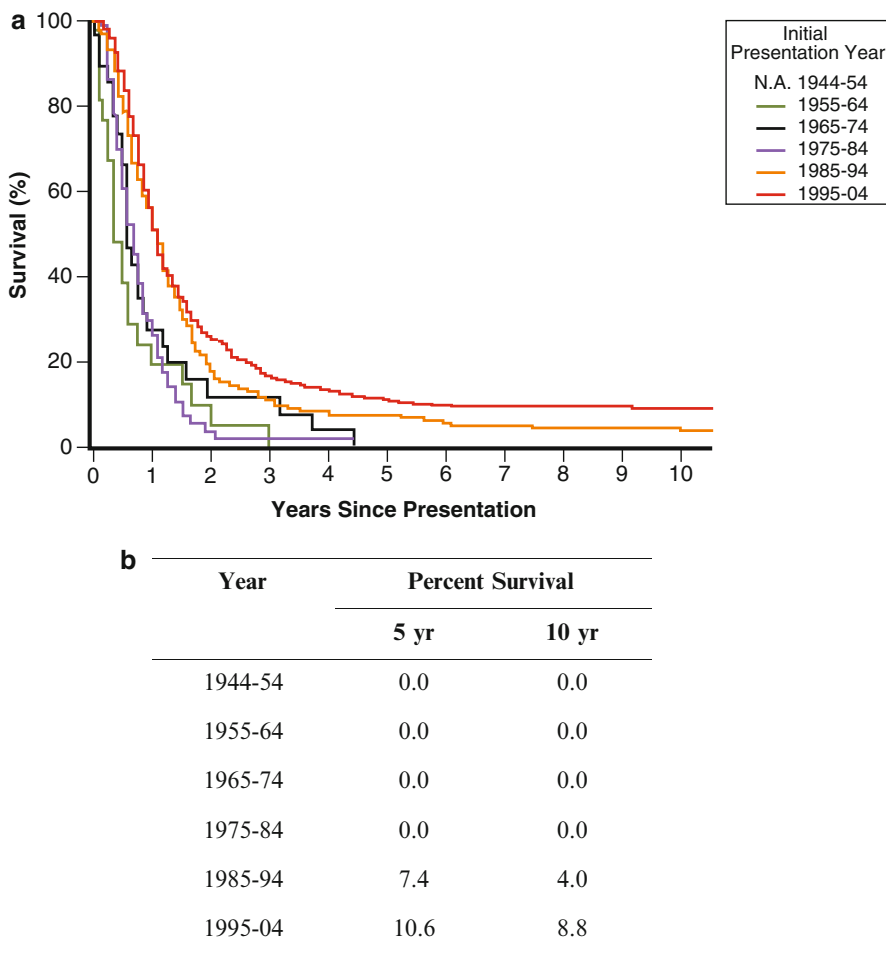 a
100
80
60
40
20
0
Survival (%)
0 1 2 3 4 5 6 7 8 9 10
Years Since Presentation
Initial
Presentation Year
N.A. 1944-54
1955-64
1965-74
1975-84
1985-94
1995-04
b
Year Percent Survival
5 yr 10 yr
1944-54 0.0 0.0
1955-64 0.0 0.0
1965-74 0.0 0.0
1975-84 0.0 0.0
1985-94 7.4 4.0
1995-04 10.6 8.8